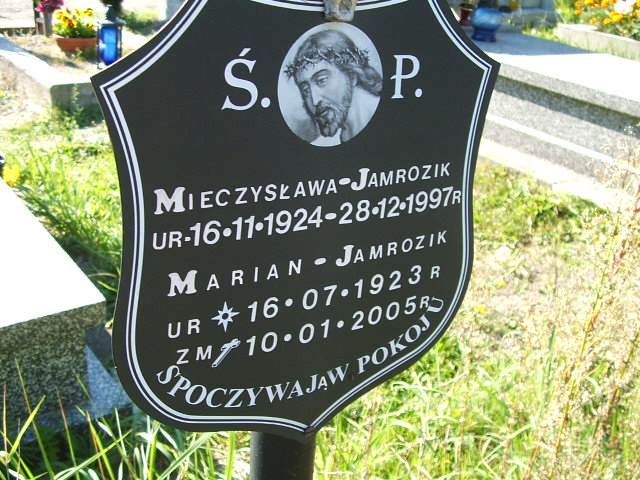 Ś. P.
MIECZYSŁAWA-JAMROZIK
UR-16·11·1924-28·12·1997R
MARIAN-JAMROZIK
UR 16·07·1923R
ZM 10·01·2005R
SPOCZYWAJĄ W POKOJU